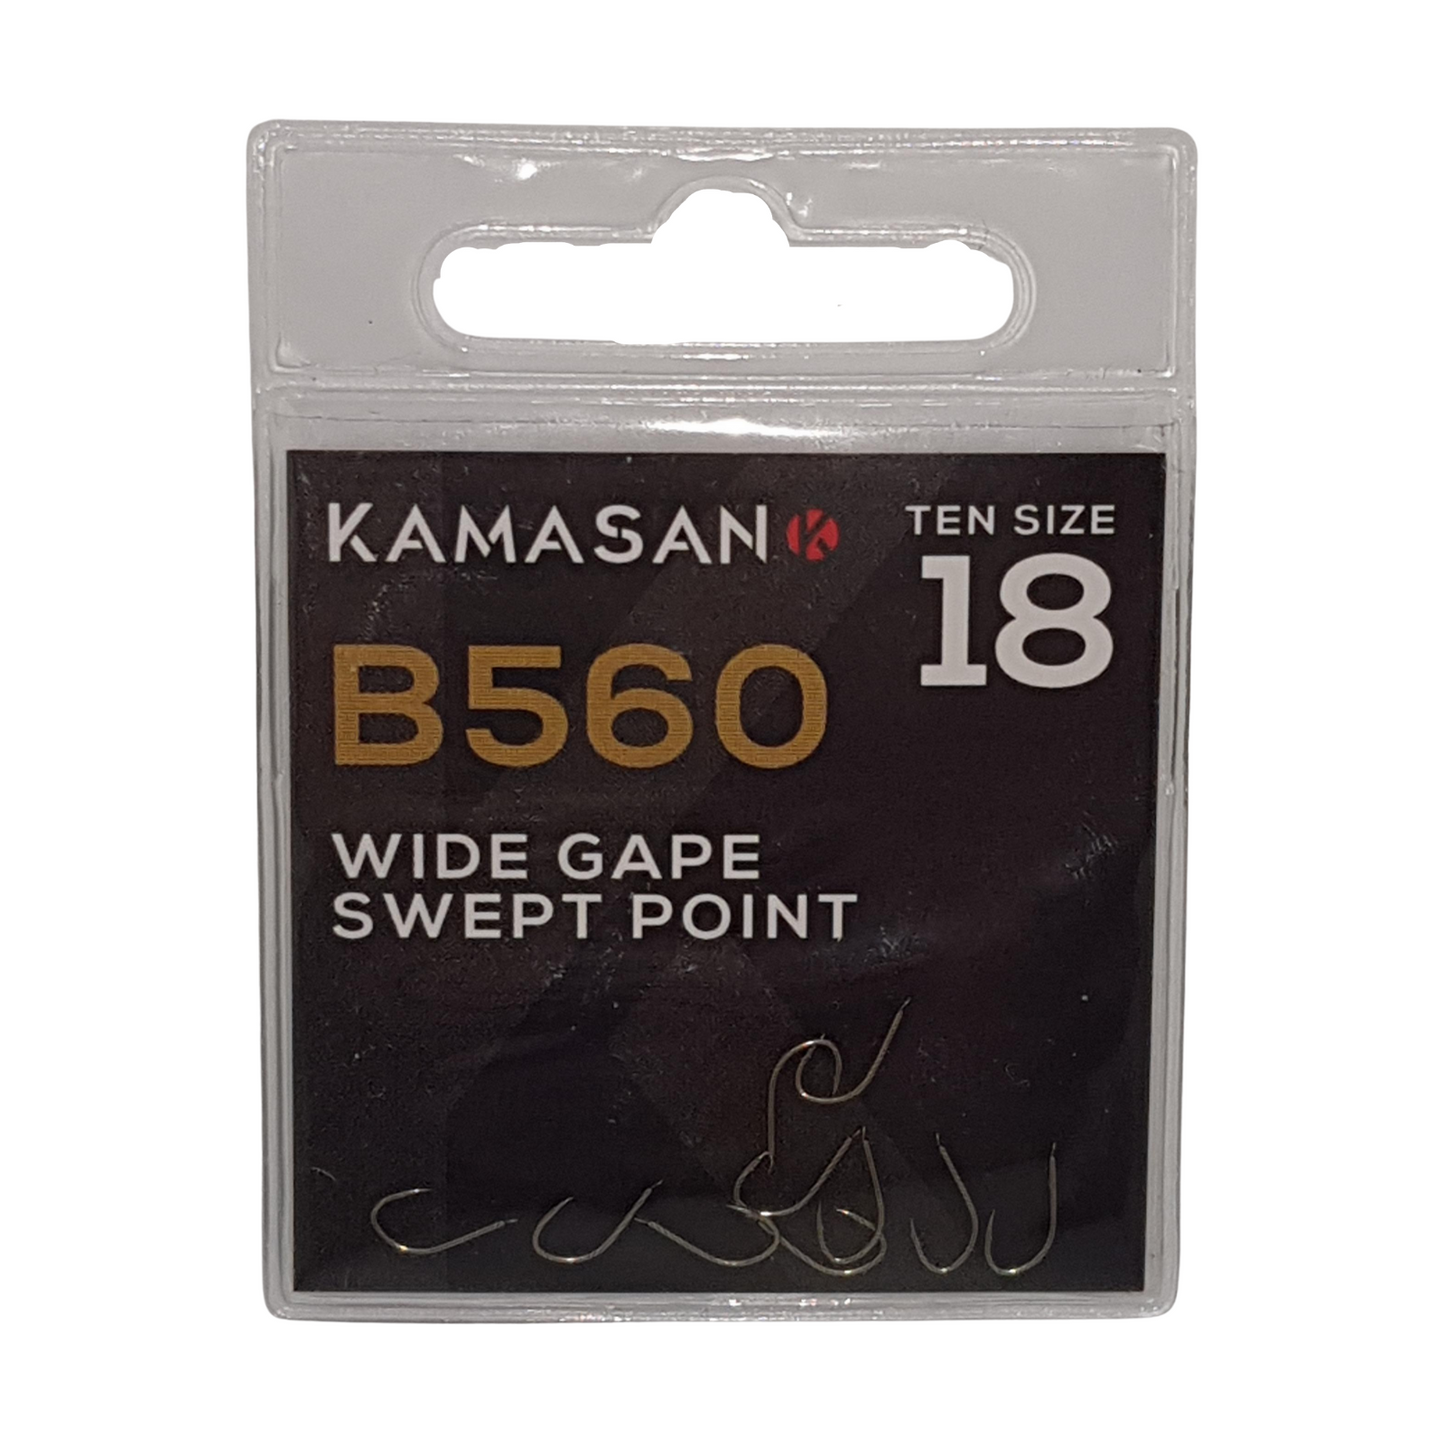 KAMASAN
TEN SIZE
18
B560
WIDE GAPE
SWEPT POINT